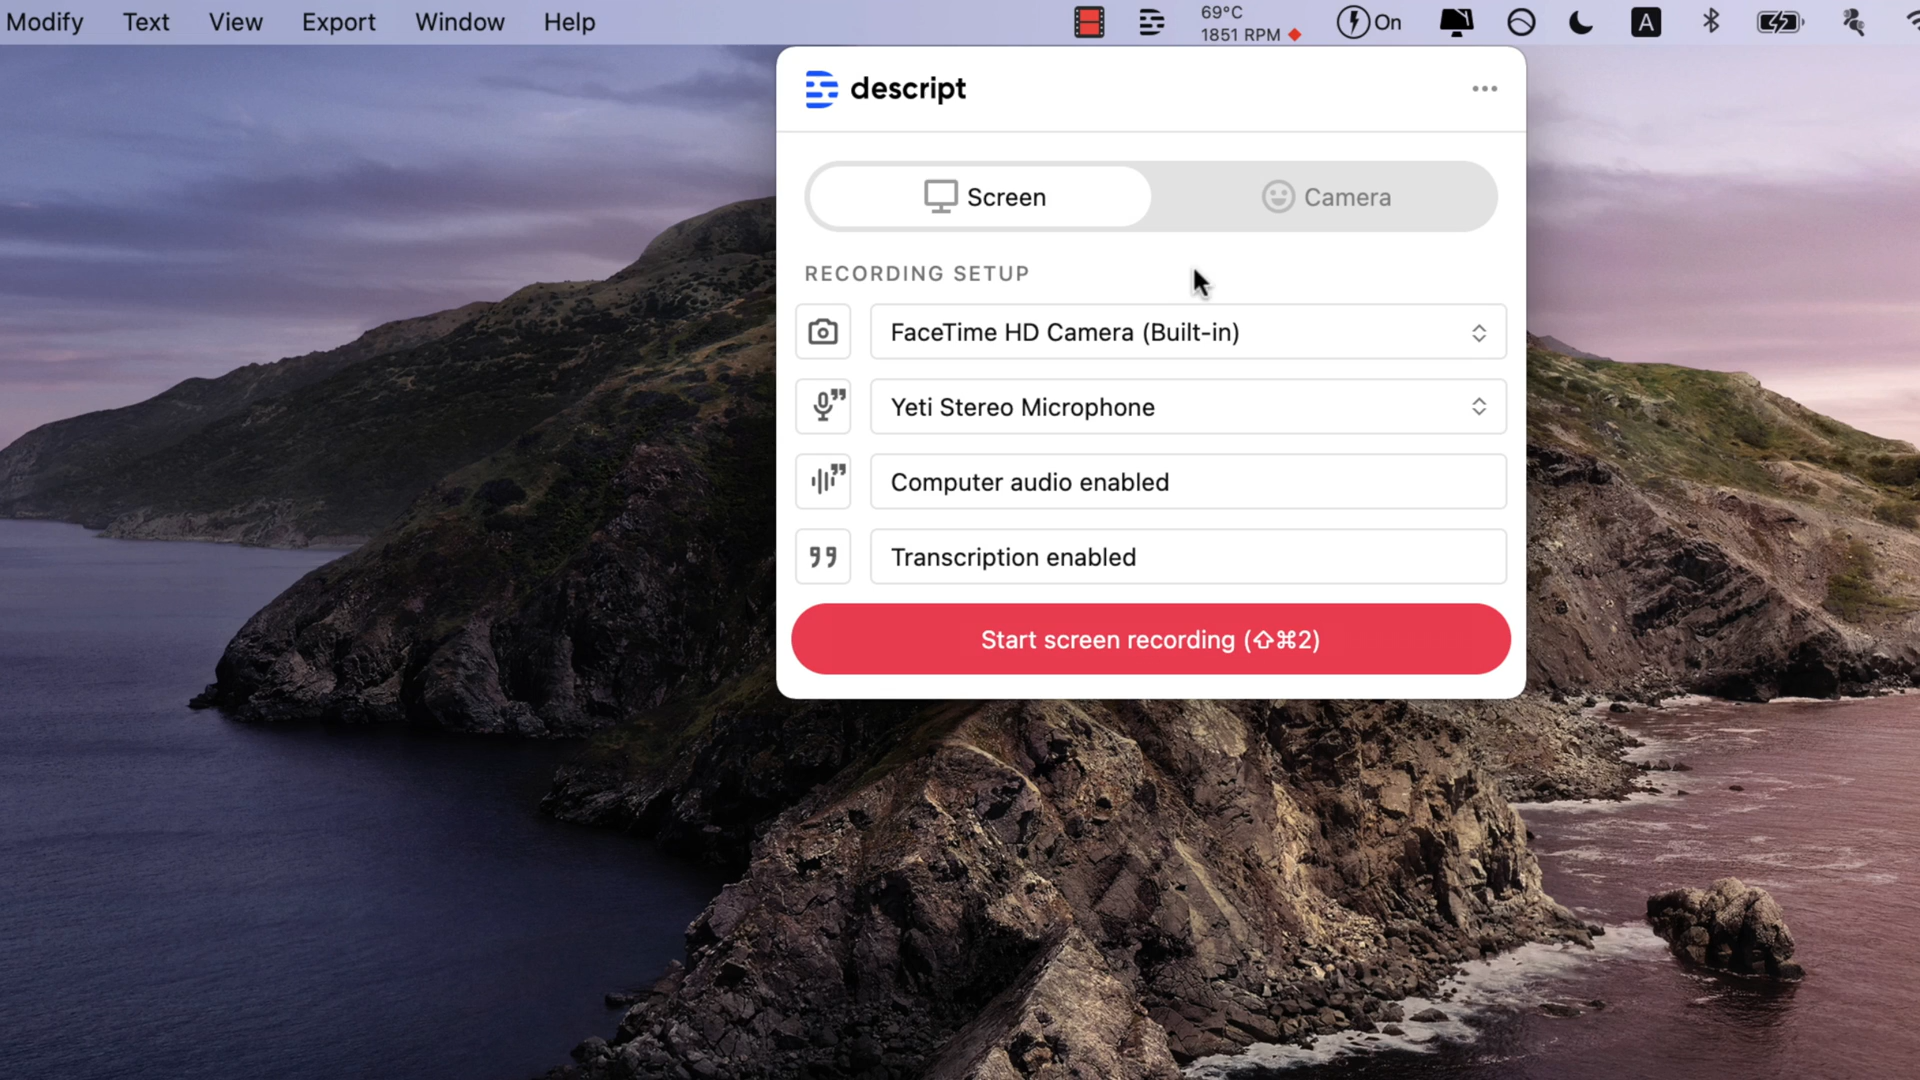 Modify Text View Export Window Help
69°C
1851 RPM
On
A
descript
Screen
Camera
RECORDING SETUP
FaceTime HD Camera (Built-in)
Yeti Stereo Microphone
Computer audio enabled
Transcription enabled
Start screen recording (⇧⌘2)